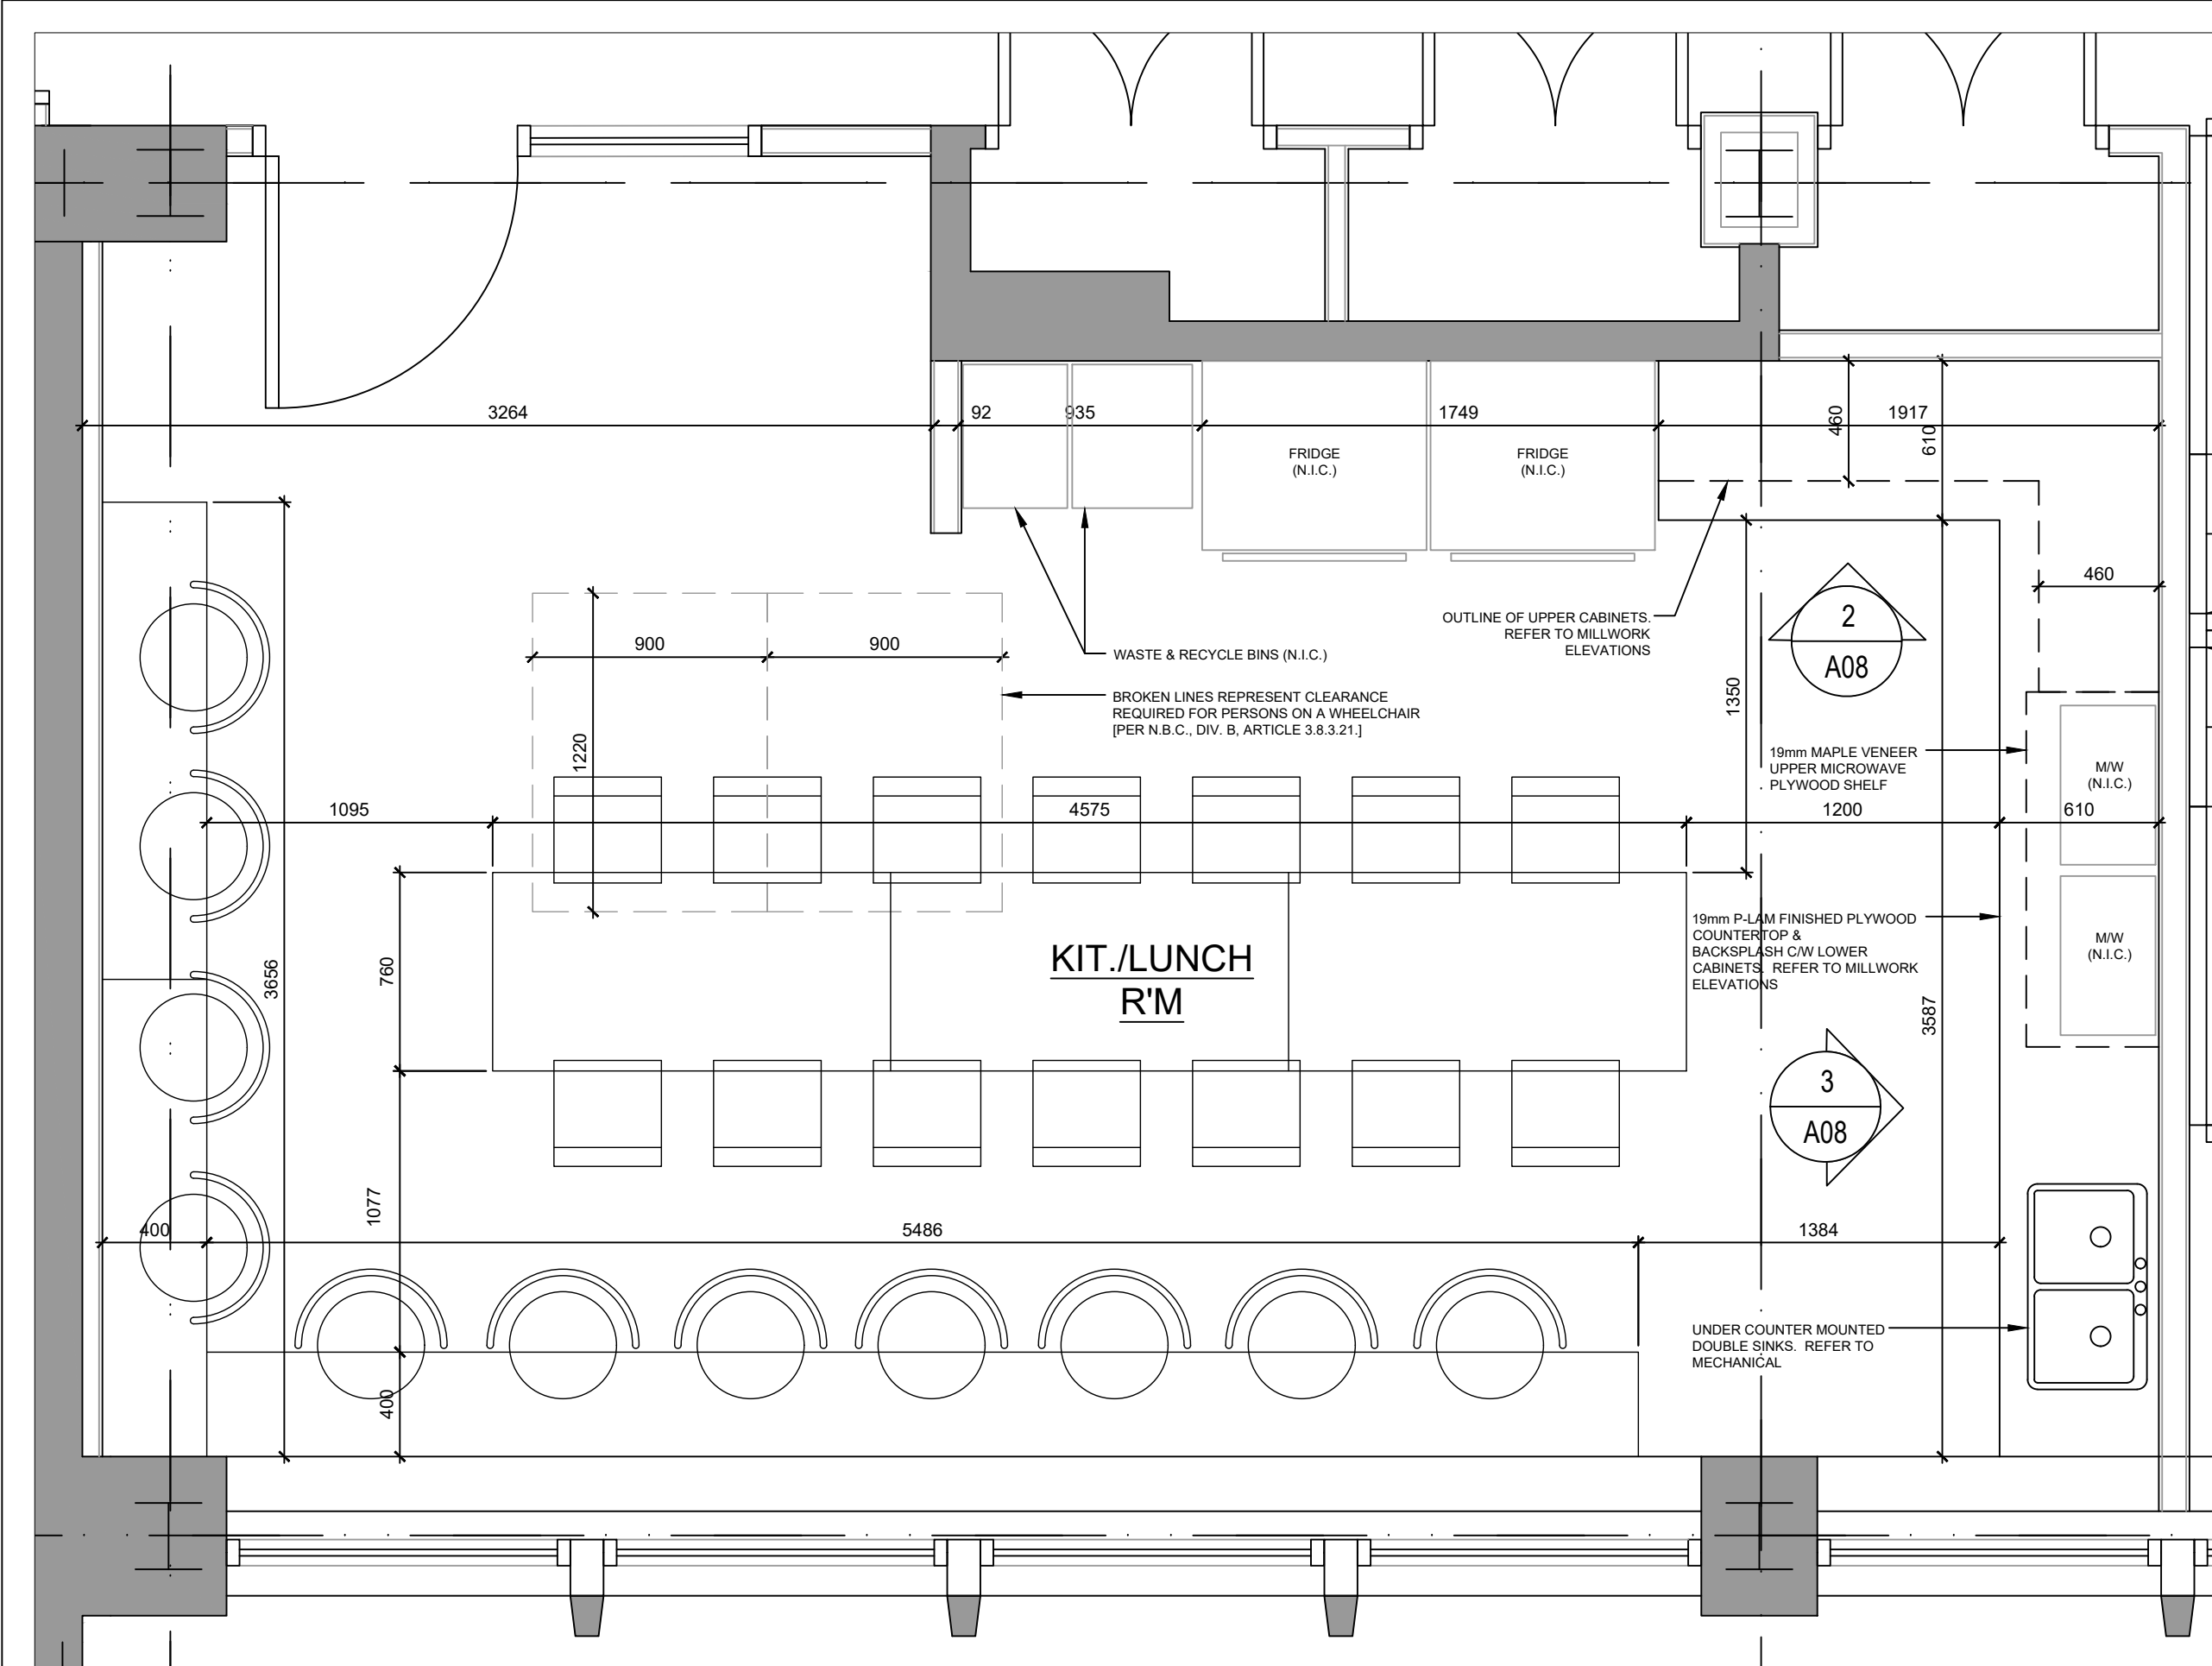 3264
92
935
1749
460
610
1917
FRIDGE
(N.I.C.)
FRIDGE
(N.I.C.)
460
OUTLINE OF UPPER CABINETS.
REFER TO MILLWORK
ELEVATIONS
2
A08
900
900
WASTE & RECYCLE BINS (N.I.C.)
BROKEN LINES REPRESENT CLEARANCE
REQUIRED FOR PERSONS ON A WHEELCHAIR
[PER N.B.C., DIV. B, ARTICLE 3.8.3.21.]
1220
1350
19mm MAPLE VENEER
UPPER MICROWAVE
PLYWOOD SHELF
M/W
(N.I.C.)
1095
4575
1200
610
3656
760
KIT./LUNCH
R'M
19mm P-LAM FINISHED PLYWOOD
COUNTERTOP &
BACKSPLASH C/W LOWER
CABINETS. REFER TO MILLWORK
ELEVATIONS
M/W
(N.I.C.)
3587
3
A08
1077
400
5486
1384
UNDER COUNTER MOUNTED
DOUBLE SINKS. REFER TO
MECHANICAL
400